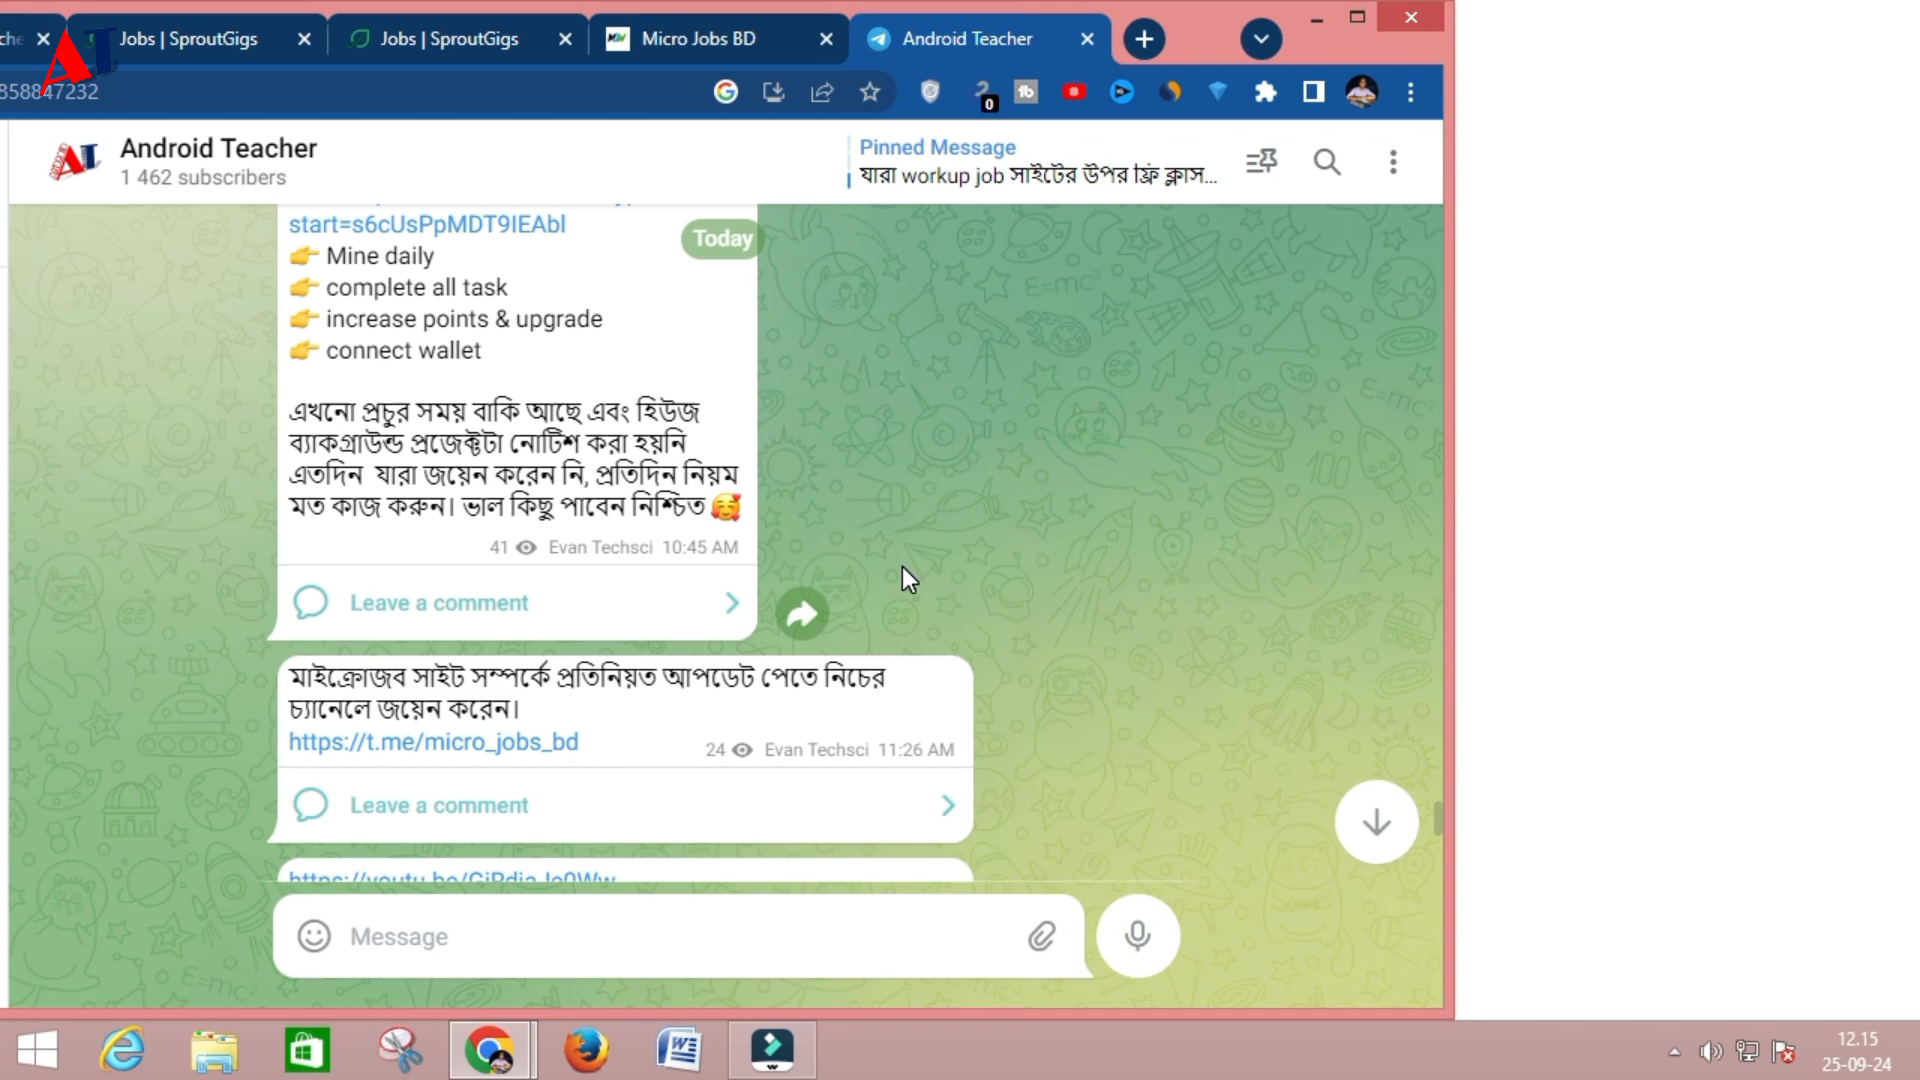 Jobs | SproutGigs
Jobs | SproutGigs
Micro Jobs BD
Android Teacher
858847232
0
Android Teacher
1 462 subscribers
Pinned Message
যারা workup job সাইটের উপর ফ্রি ক্লাস...
start=s6cUsPpMDT9IEAbl
Today
👉 Mine daily
👉 complete all task
👉 increase points & upgrade
👉 connect wallet
এখনো প্রচুর সময় বাকি আছে এবং হিউজ
ব্যাকগ্রাউন্ড প্রজেক্টটা নোটিশ করা হয়নি
এতদিন যারা জয়েন করেন নি, প্রতিদিন নিয়ম
মত কাজ করুন। ভাল কিছু পাবেন নিশ্চিত 🥰
41 Evan Techsci 10:45 AM
Leave a comment
মাইক্রোজব সাইট সম্পর্কে প্রতিনিয়ত আপডেট পেতে নিচের
চ্যানেলে জয়েন করেন।
https://t.me/micro_jobs_bd
24 Evan Techsci 11:26 AM
Leave a comment
Message
12.15
25-09-24